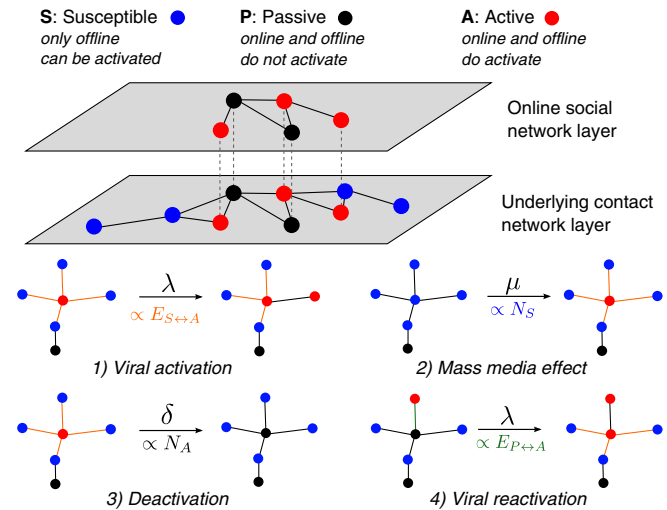 S: Susceptible
only offline
can be activated
P: Passive
online and offline
do not activate
A: Active
online and offline
do activate
Online social
network layer
Underlying contact
network layer
λ
∝ E_{S↔A}
1) Viral activation
μ
∝ N_S
2) Mass media effect
δ
∝ N_A
3) Deactivation
λ
∝ E_{P↔A}
4) Viral reactivation